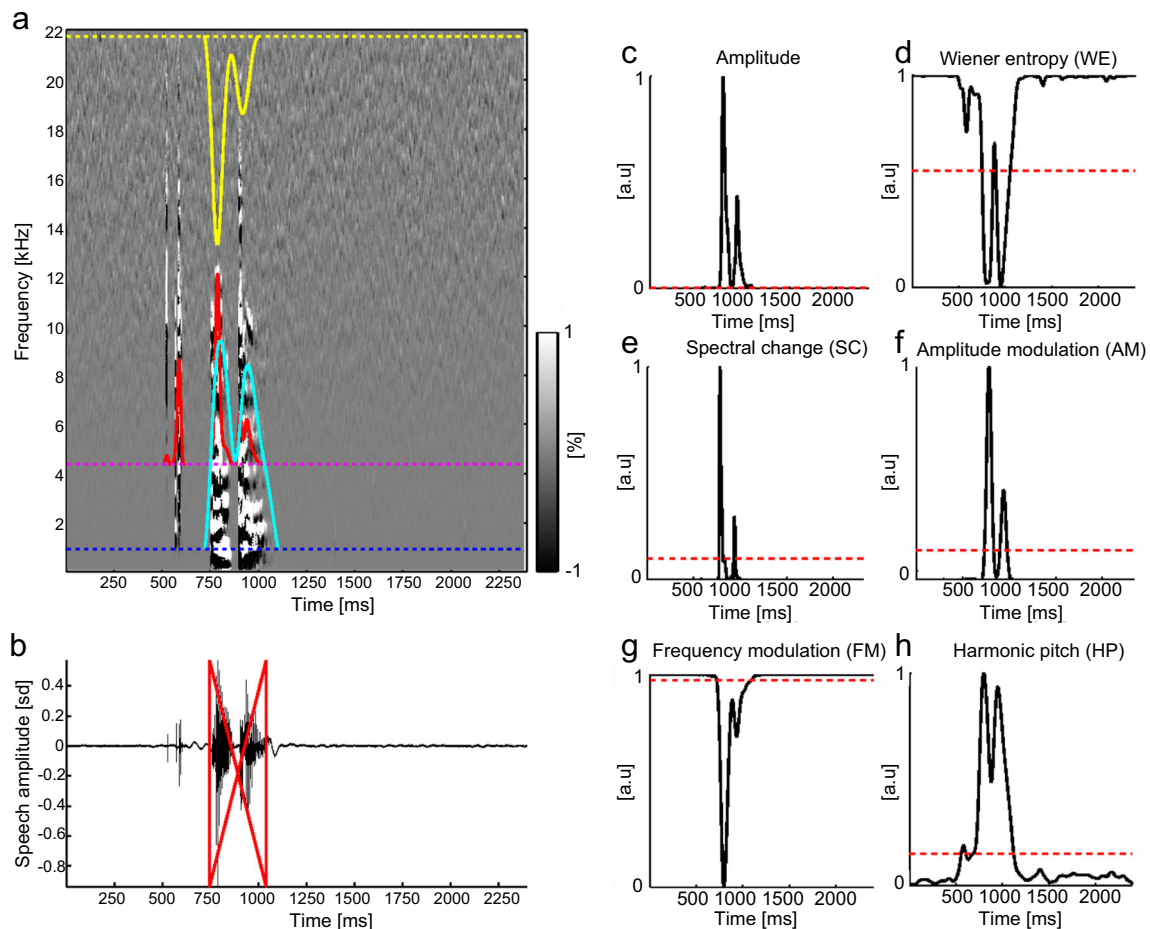 a
22
20
18
16
14
12
10
8
6
4
2
Frequency [kHz]
250 500 750 1000 1250 1500 1750 2000 2250
Time [ms]
1
-1
[%]
b
0.4
0.2
0
-0.2
-0.4
-0.6
-0.8
Speech amplitude [sd]
250 500 750 1000 1250 1500 1750 2000 2250
Time [ms]
c
Amplitude
1
0
[a.u]
500 1000 1500 2000
Time [ms]
d
Wiener entropy (WE)
1
0
[a.u]
500 1000 1500 2000
Time [ms]
e
Spectral change (SC)
1
0
[a.u]
500 1000 1500 2000
Time [ms]
f
Amplitude modulation (AM)
1
0
[a.u]
500 1000 1500 2000
Time [ms]
g
Frequency modulation (FM)
1
0
[a.u]
500 1000 1500 2000
Time [ms]
h
Harmonic pitch (HP)
1
0
[a.u]
500 1000 1500 2000
Time [ms]